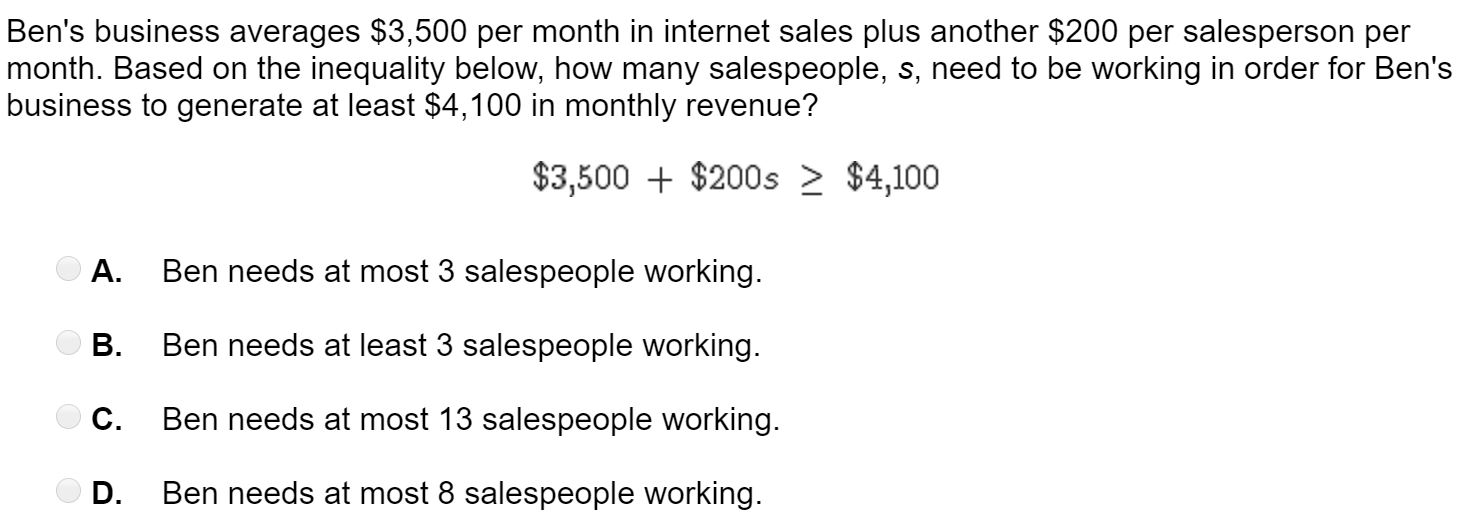 Ben's business averages $3,500 per month in internet sales plus another $200 per salesperson per
month. Based on the inequality below, how many salespeople, s, need to be working in order for Ben's
business to generate at least $4,100 in monthly revenue?
$3,500 + $200s ≥ $4,100
A. Ben needs at most 3 salespeople working.
B. Ben needs at least 3 salespeople working.
C. Ben needs at most 13 salespeople working.
D. Ben needs at most 8 salespeople working.